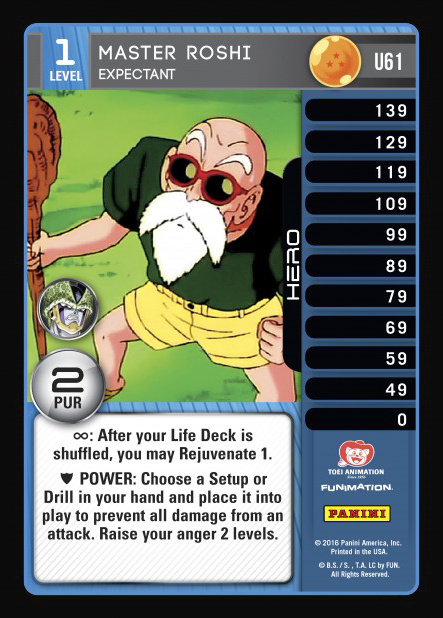 1
LEVEL
MASTER ROSHI
EXPECTANT
U61
139
129
119
109
99
89
79
69
59
49
0
HERO
2
PUR
∞: After your Life Deck is
shuffled, you may Rejuvenate 1.
POWER: Choose a Setup or
Drill in your hand and place it into
play to prevent all damage from an
attack. Raise your anger 2 levels.
TOEI ANIMATION
Since 1956
FUNIMATION.
PANINI
© 2016 Panini America, Inc.
Printed in the USA.
© B.S./ S. , T.A. LC by FUN.
All Rights Reserved.